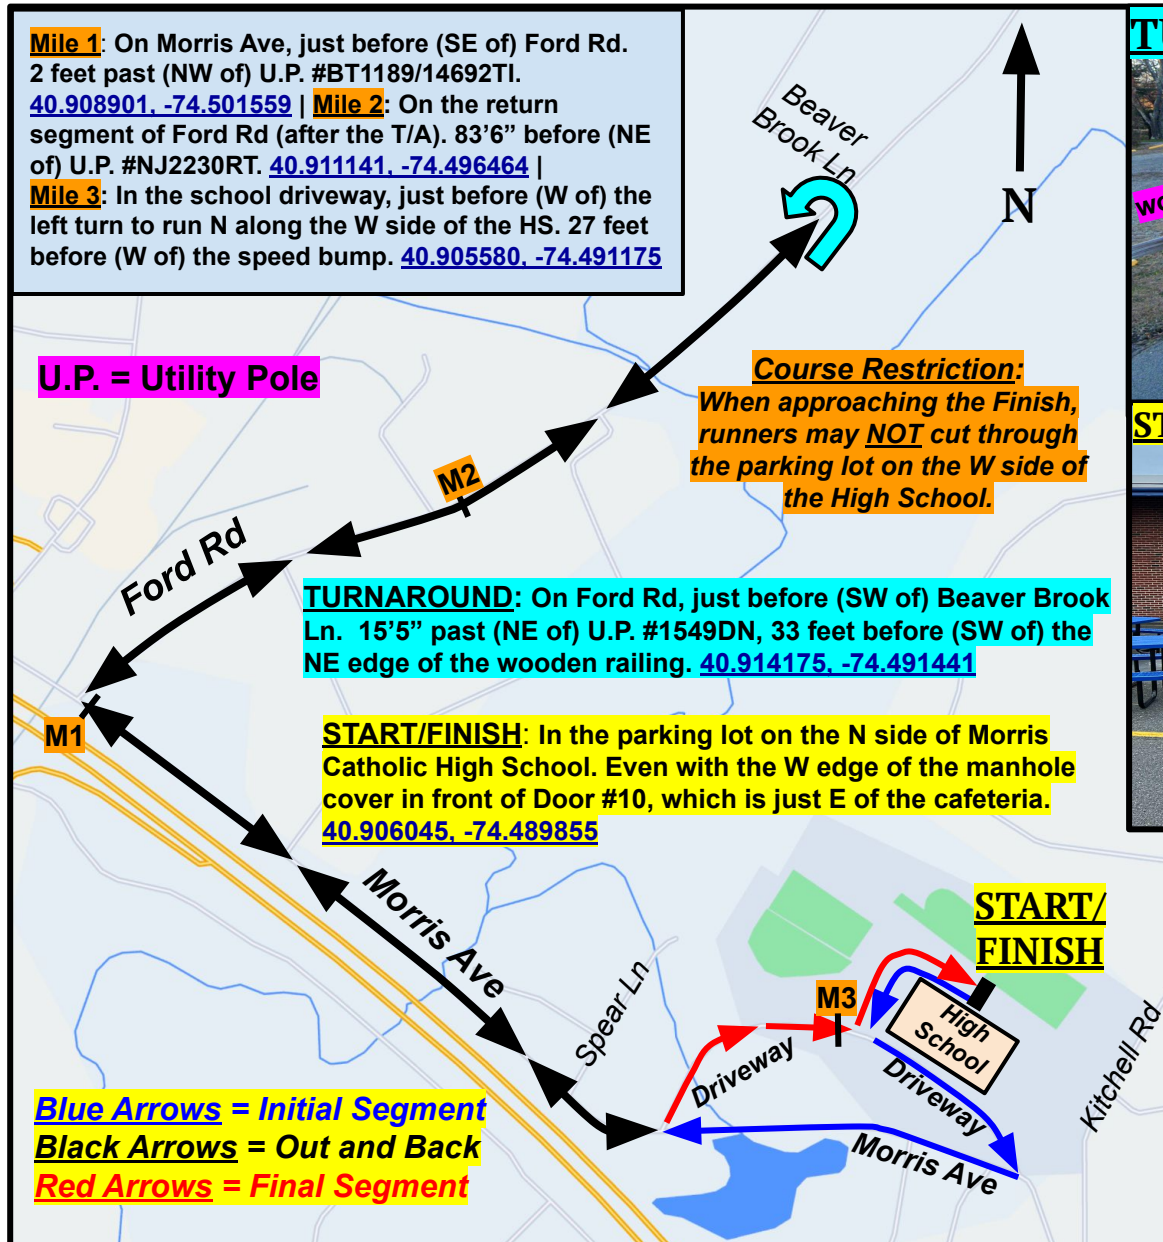 Mile 1: On Morris Ave, just before (SE of) Ford Rd.
2 feet past (NW of) U.P. #BT1189/14692TI.
40.908901, -74.501559 | Mile 2: On the return
segment of Ford Rd (after the T/A). 83’6” before (NE
of) U.P. #NJ2230RT. 40.911141, -74.496464 |
Mile 3: In the school driveway, just before (W of) the
left turn to run N along the W side of the HS. 27 feet
before (W of) the speed bump. 40.905580, -74.491175
Beaver
Brook Ln
N
U.P. = Utility Pole
Course Restriction:
When approaching the Finish,
runners may NOT cut through
the parking lot on the W side of
the High School.
M2
Ford Rd
TURNAROUND: On Ford Rd, just before (SW of) Beaver Brook
Ln. 15’5” past (NE of) U.P. #1549DN, 33 feet before (SW of) the
NE edge of the wooden railing. 40.914175, -74.491441
M1
START/FINISH: In the parking lot on the N side of Morris
Catholic High School. Even with the W edge of the manhole
cover in front of Door #10, which is just E of the cafeteria.
40.906045, -74.489855
Morris Ave
START/
FINISH
Spear Ln
M3
High
School
Driveway
Driveway
Kitchell Rd
Morris Ave
Blue Arrows = Initial Segment
Black Arrows = Out and Back
Red Arrows = Final Segment